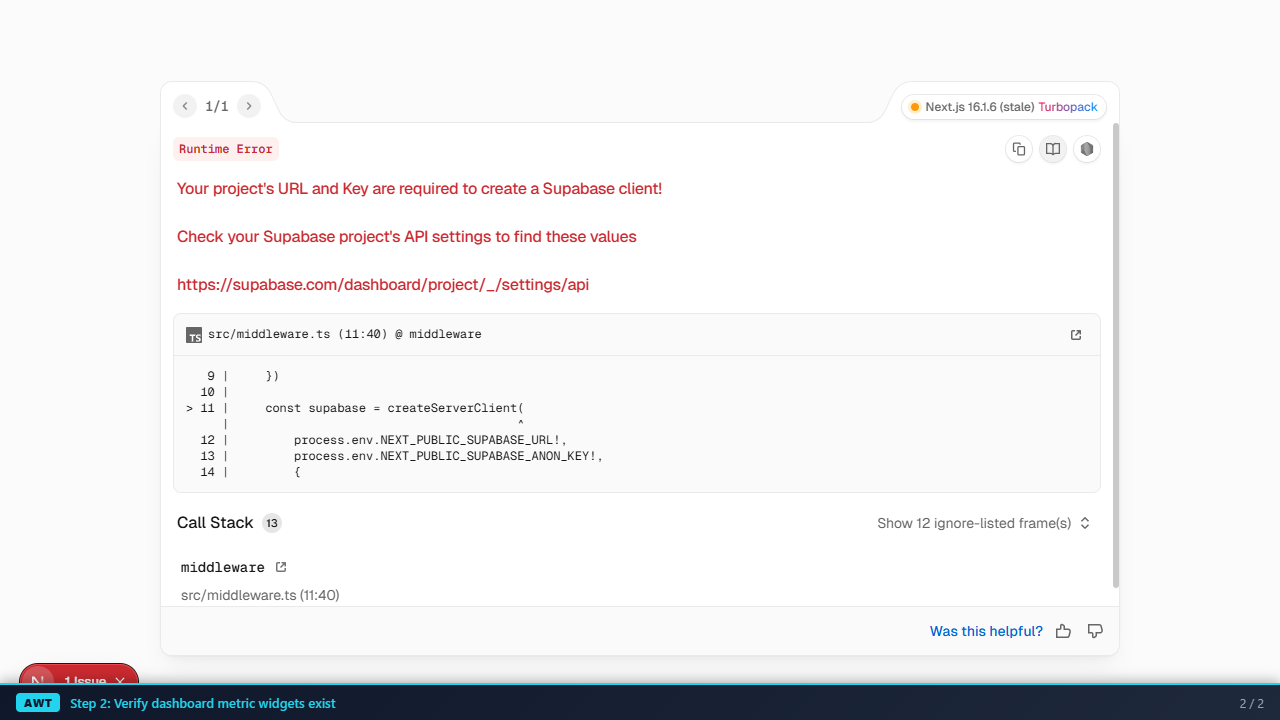 1/1
Next.js 16.1.6 (stale) Turbopack
Runtime Error
Your project's URL and Key are required to create a Supabase client!
Check your Supabase project's API settings to find these values
https://supabase.com/dashboard/project/_/settings/api
TS src/middleware.ts (11:40) @ middleware
9 |     })
10 |
> 11 |     const supabase = createServerClient(
|                                        ^
12 |         process.env.NEXT_PUBLIC_SUPABASE_URL!,
13 |         process.env.NEXT_PUBLIC_SUPABASE_ANON_KEY!,
14 |         {
Call Stack 13
Show 12 ignore-listed frame(s)
middleware
src/middleware.ts (11:40)
Was this helpful?
N 1 Issue
AWT Step 2: Verify dashboard metric widgets exist
2 / 2